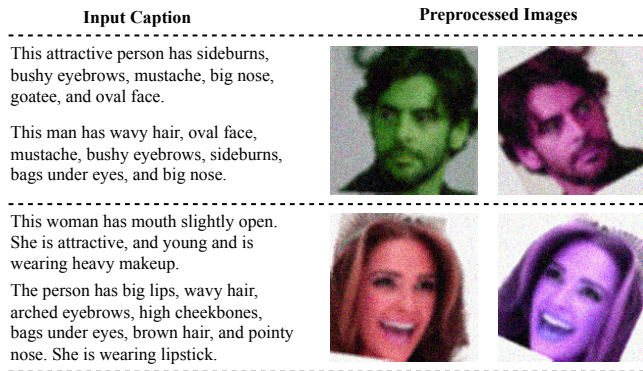 Input Caption
Preprocessed Images
This attractive person has sideburns,
bushy eyebrows, mustache, big nose,
goatee, and oval face.
This man has wavy hair, oval face,
mustache, bushy eyebrows, sideburns,
bags under eyes, and big nose.
This woman has mouth slightly open.
She is attractive, and young and is
wearing heavy makeup.
The person has big lips, wavy hair,
arched eyebrows, high cheekbones,
bags under eyes, brown hair, and pointy
nose. She is wearing lipstick.